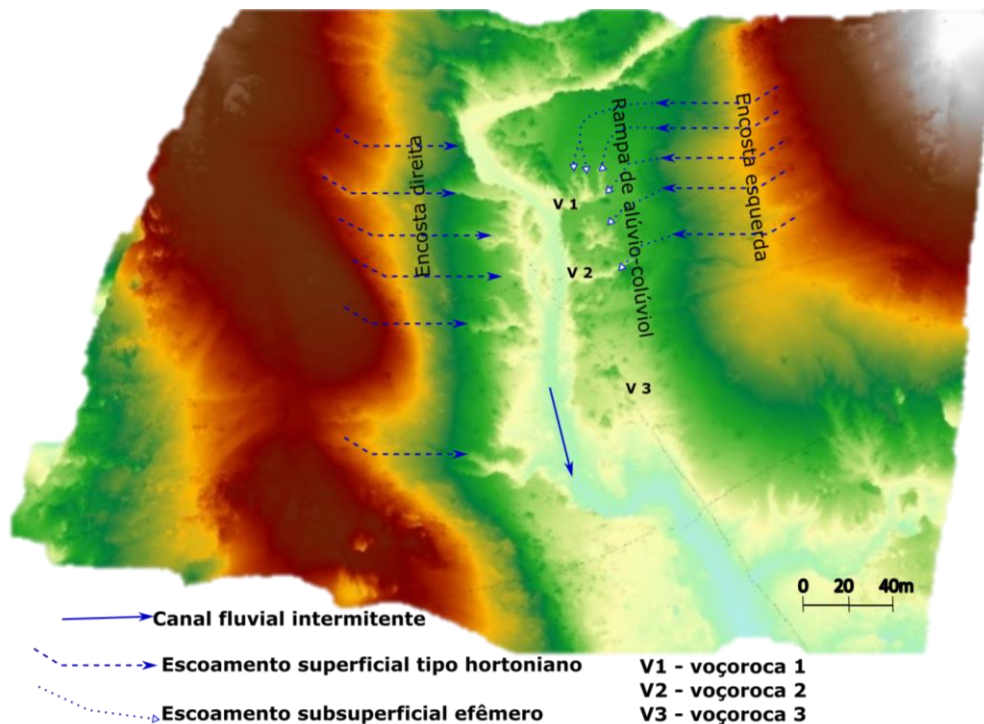 Encosta direita
Rampa de alúvio-colúviol
Encosta esquerda
V 1
V 2
V 3
0 20 40m
Canal fluvial intermitente
Escoamento superficial tipo hortoniano
Escoamento subsuperficial efêmero
V1 - voçoroca 1
V2 - voçoroca 2
V3 - voçoroca 3